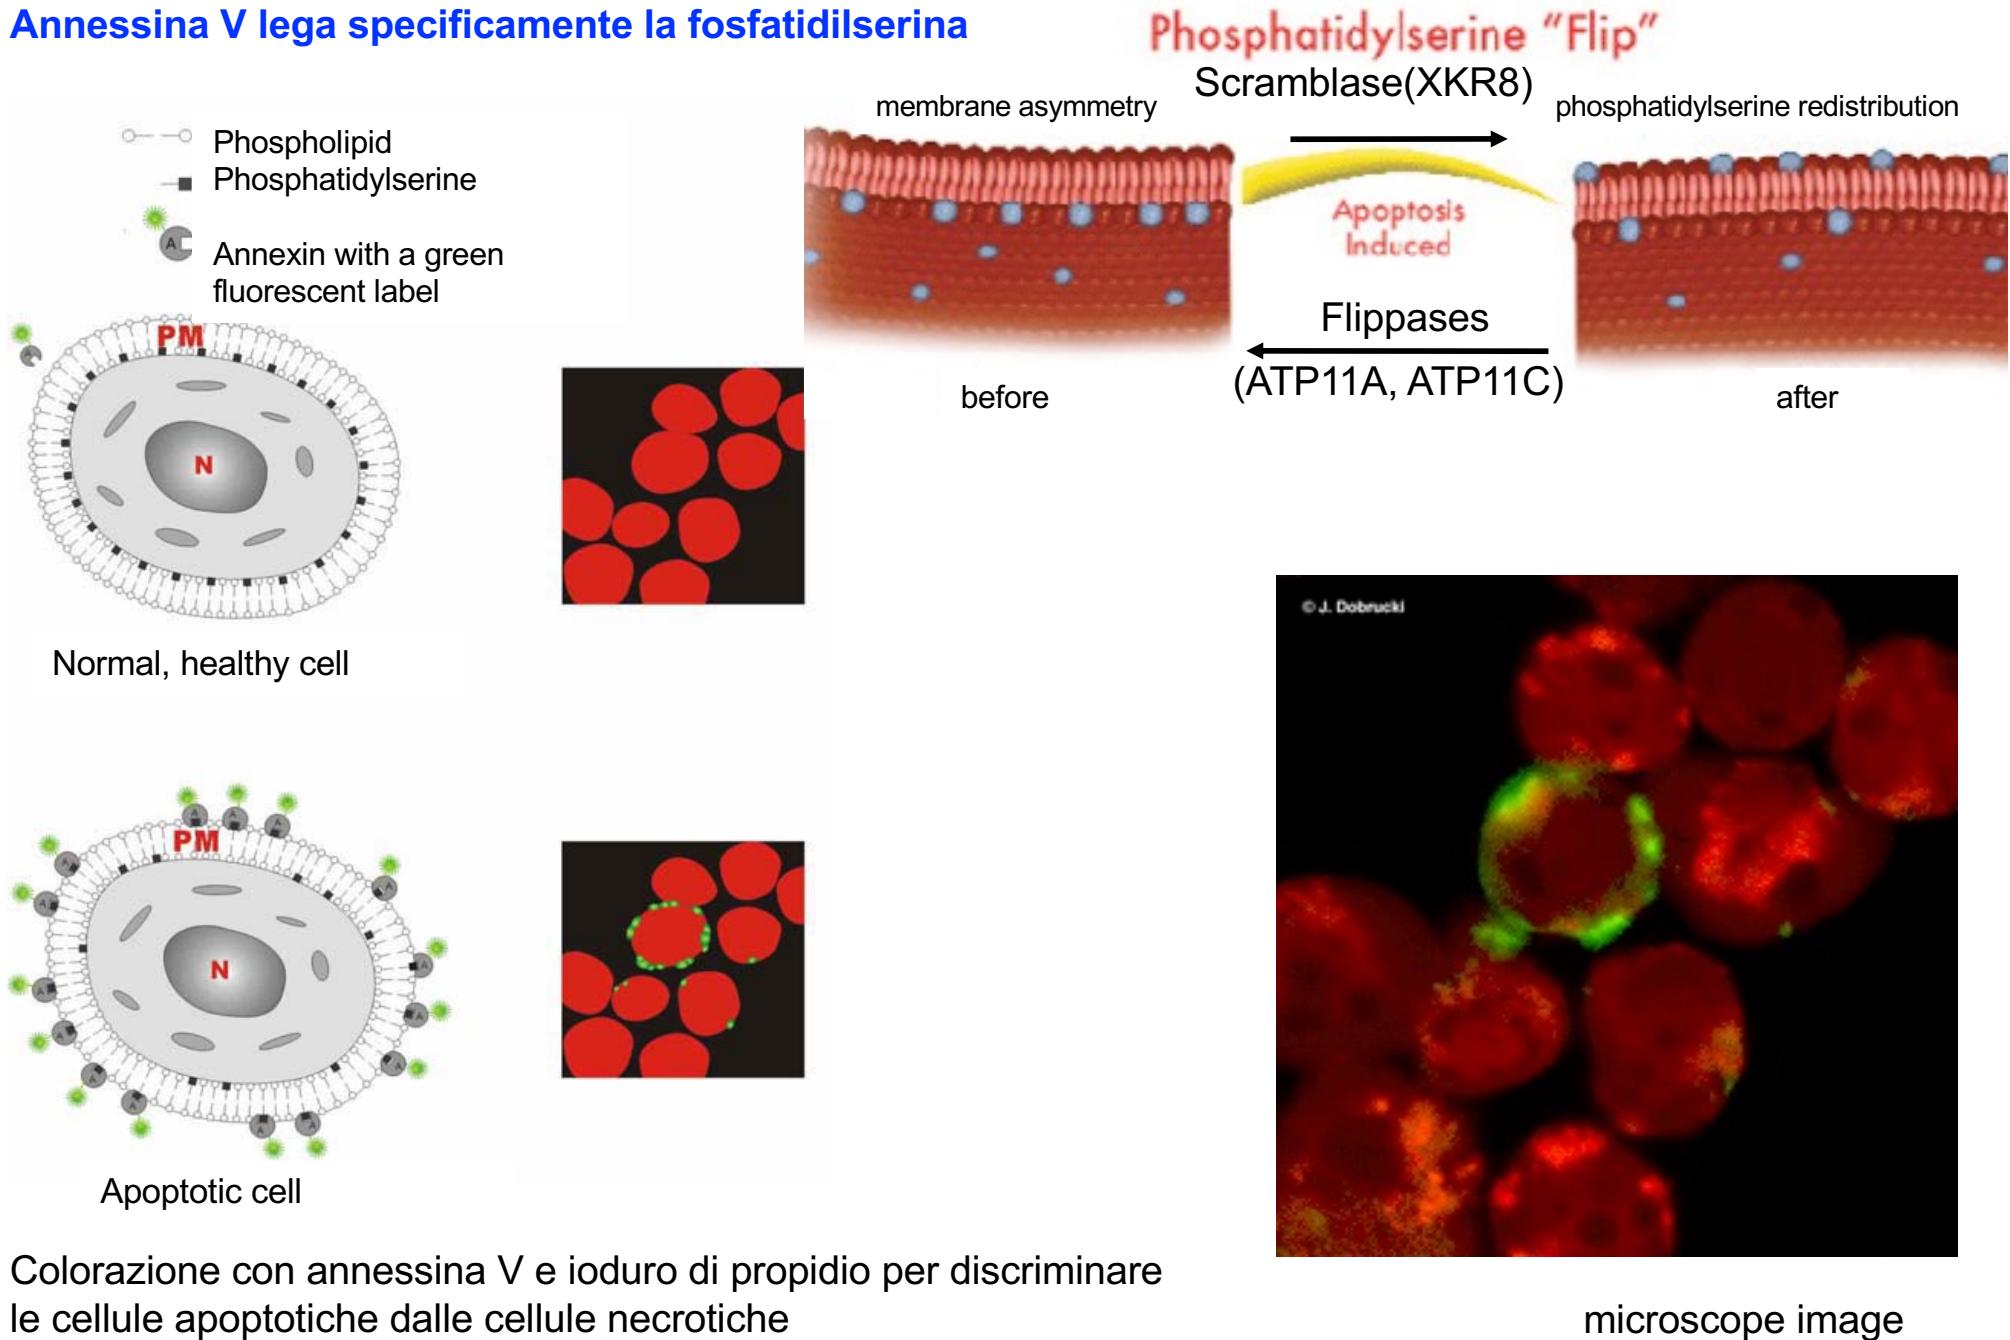 Annessina V lega specificamente la fosfatidilserina
Phosphatidylserine "Flip"
Scramblase(XKR8)
membrane asymmetry
phosphatidylserine redistribution
Apoptosis
Induced
Flippases
(ATP11A, ATP11C)
before
after
Phospholipid
Phosphatidylserine
A
Annexin with a green
fluorescent label
PM
N
Normal, healthy cell
© J. Dobrucki
A
A
A
PM
A
A
A
A
N
A
A
A
A
A
A
A
A
A
Apoptotic cell
Colorazione con annessina V e ioduro di propidio per discriminare
le cellule apoptotiche dalle cellule necrotiche
microscope image